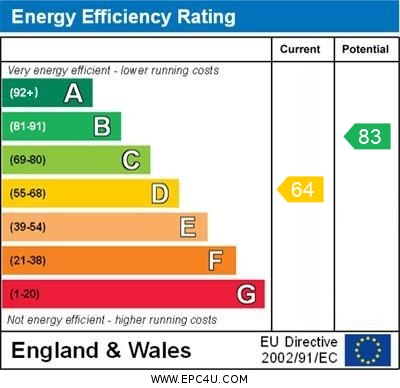 Energy Efficiency Rating
Current Potential
Very energy efficient - lower running costs
(92+) A
(81-91) B
83
(69-80) C
(55-68) D
64
(39-54) E
(21-38) F
(1-20) G
Not energy efficient - higher running costs
England & Wales
EU Directive
2002/91/EC
WWW.EPC4U.COM